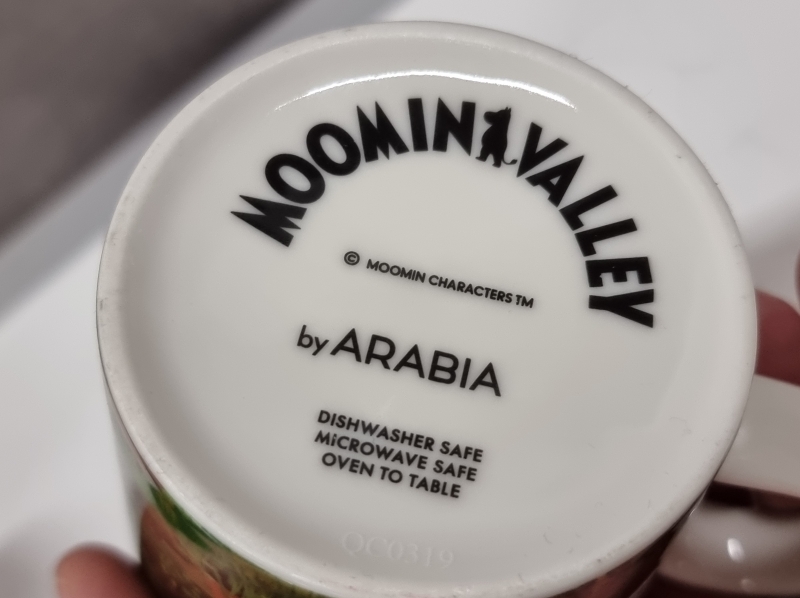 MOOMINVALLEY
© MOOMIN CHARACTERS TM
by ARABIA
DISHWASHER SAFE
MiCROWAVE SAFE
OVEN TO TABLE
QC0319